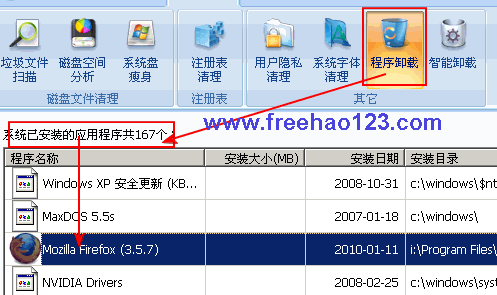 垃圾文件扫描 磁盘空间分析 系统盘瘦身 注册表清理 用户隐私清理 系统字体清理 程序卸载 智能卸载
磁盘文件清理 注册表 其它
系统已安装的应用程序共167个
www.freehao123.com
程序名称 安装大小(MB) 安装日期 安装目录
Windows XP 安全更新 (KB... 2008-10-31 c:\windows\$nt
MaxDOS 5.5s 2007-01-18 c:\windows\
Mozilla Firefox (3.5.7) 2010-01-11 i:\Program Files\
NVIDIA Drivers 2008-02-25 c:\windows\sys